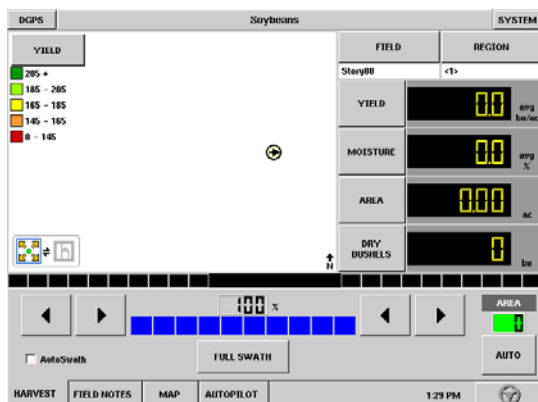 DGPS
Soybeans
SYSTEM
YIELD
205 +
185 - 205
165 - 185
145 - 165
0 - 145
FIELD
REGION
Story80
<1>
YIELD
0.0
avg
bu/ac
MOISTURE
0.0
avg
%
AREA
0.00
ac
DRY
BUSHELS
0
bu
N
100 %
AREA
AutoSwath
FULL SWATH
AUTO
HARVEST
FIELD NOTES
MAP
AUTOPILOT
1:29 PM